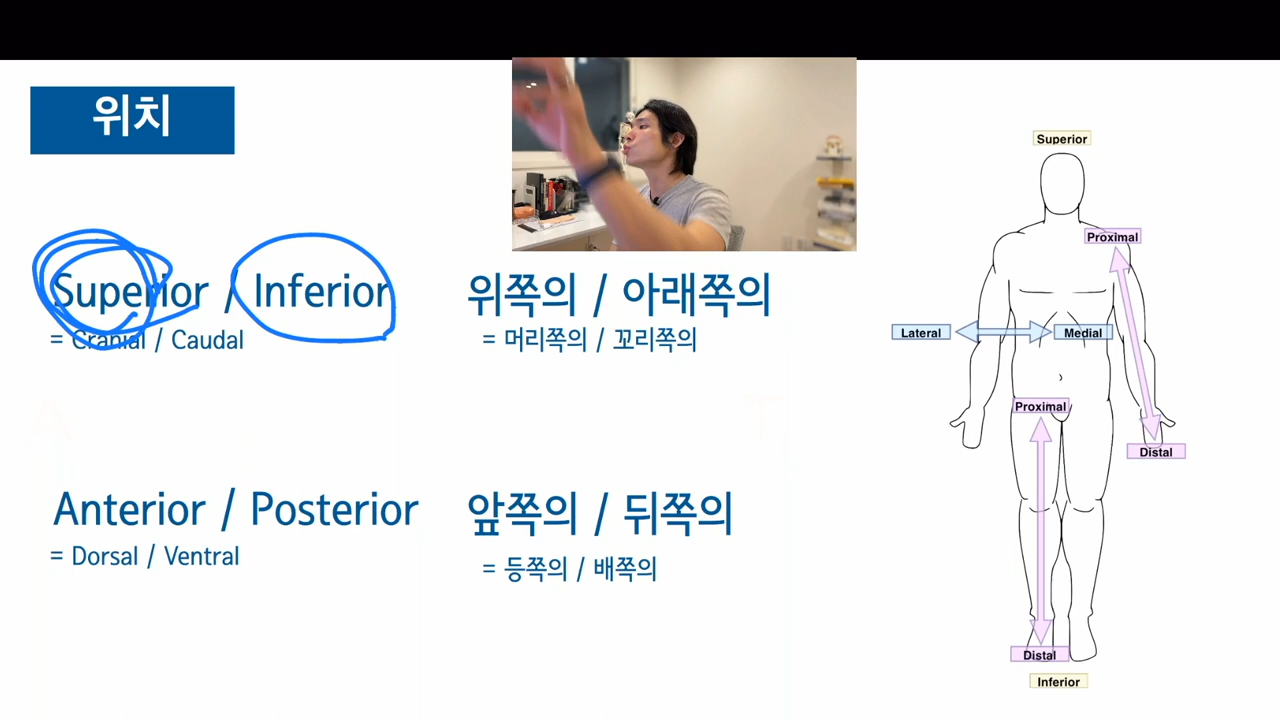 위치
Superior / Inferior
위쪽의 / 아래쪽의
= Cranial / Caudal
= 머리쪽의 / 꼬리쪽의
Anterior / Posterior
앞쪽의 / 뒤쪽의
= Dorsal / Ventral
= 등쪽의 / 배쪽의
Superior
Proximal
Lateral
Medial
Proximal
Distal
Distal
Inferior